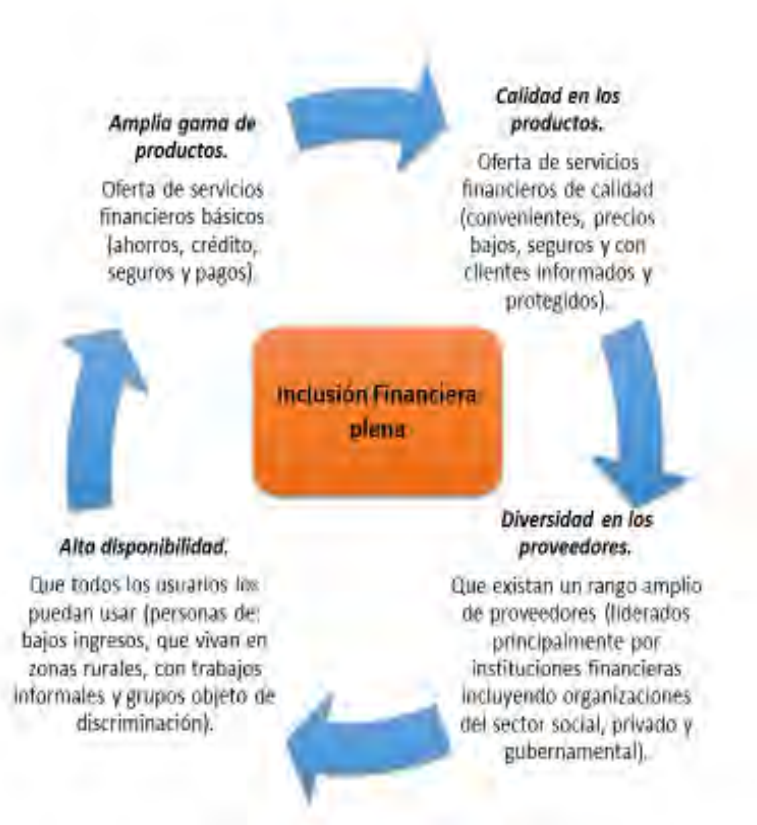 Amplia gama de
productos.
Oferta de servicios
financieros básicos
(ahorros, crédito,
seguros y pagos)
Calidad en los
productos.
Oferta de servicios
financieros de calidad
(convenientes, precios
bajos, seguros y con
clientes informados y
protegidos).
Inclusión Financiera
plena
Diversidad en los
proveedores.
Que existan un rango amplio
de proveedores (liderados
principalmente por
instituciones financieras
incluyendo organizaciones
del sector social, privado y
gubernamental).
Alta disponibilidad.
Que todos los usuarios los
puedan usar (personas de
bajos ingresos, que vivan en
zonas rurales, con trabajos
informales y grupos objeto de
discriminación).